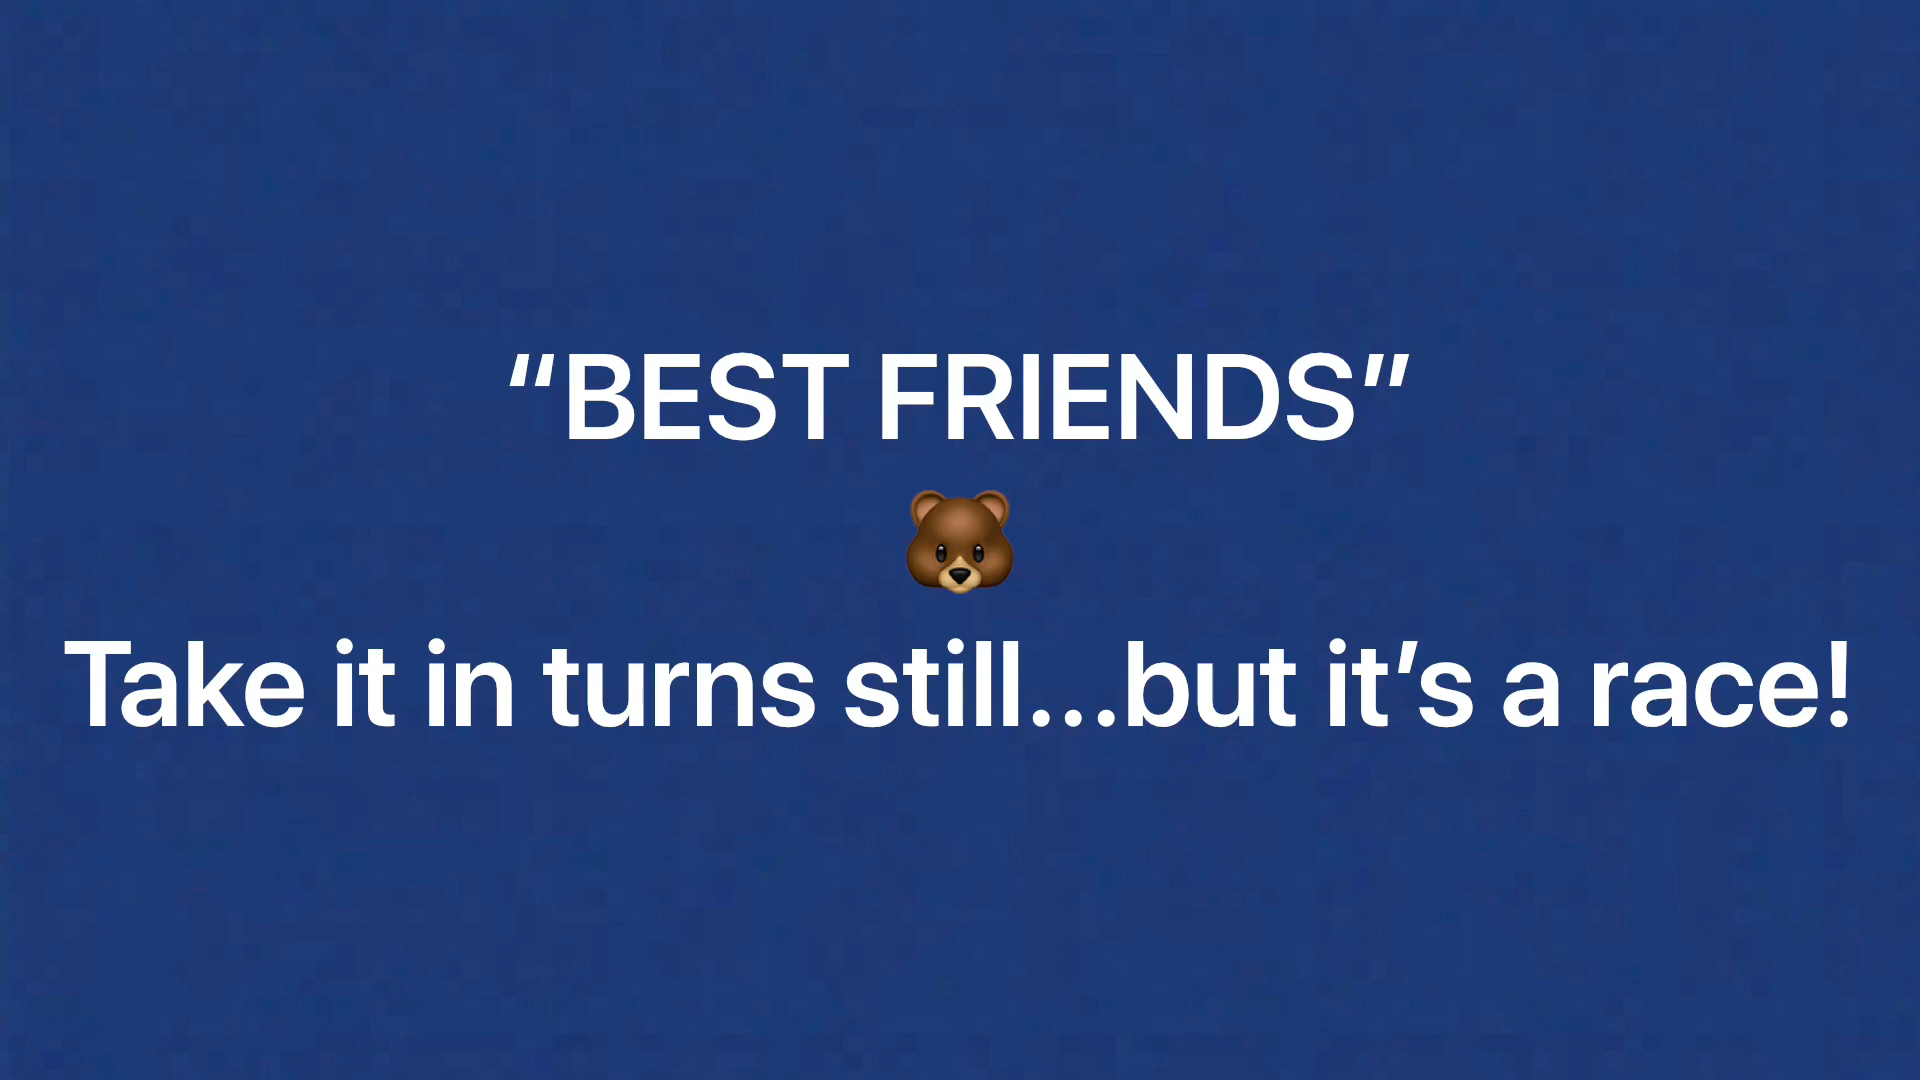 “BEST FRIENDS”
🐻
Take it in turns still...but it’s a race!